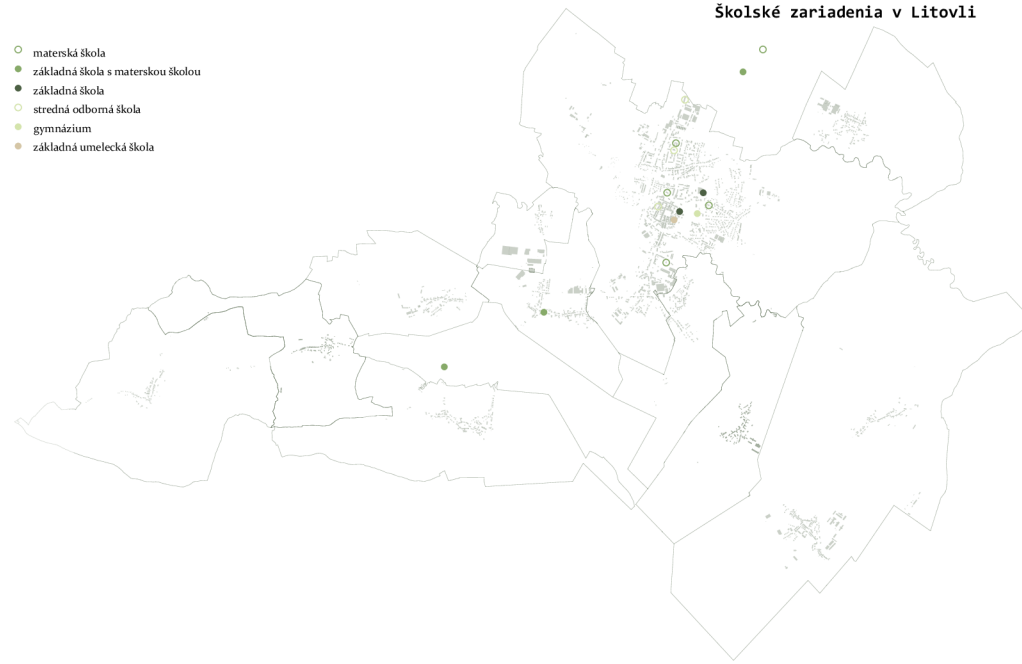 Školské zariadenia v Litovli
materská škola
základná škola s materskou školou
základná škola
stredná odborná škola
gymnázium
základná umelecká škola